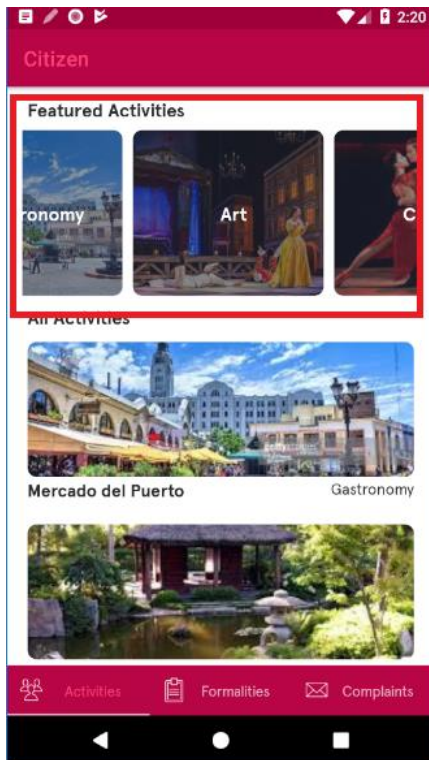 2:20
Citizen
Featured Activities
ronomy
Art
C
All Activities
Mercado del Puerto
Gastronomy
Activities
Formalities
Complaints